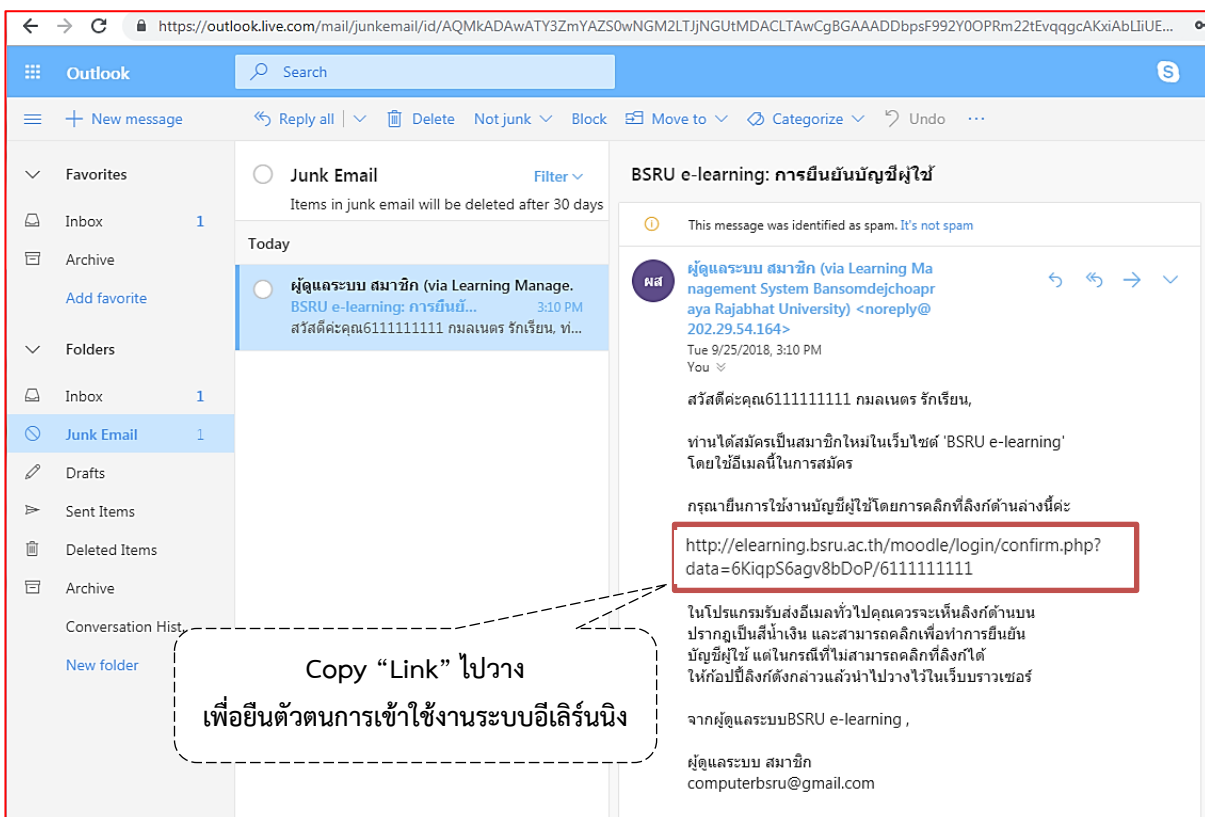 https://outlook.live.com/mail/junkemail/id/AQMkADAwATY3ZmYAZS0wNGM2LTJjNGUtMDACLTAwCgBGAAADDbpsF992Y0OPRm22tEvqqgcAKxiAbLIiUE...
Outlook
Search
New message
Reply all
Delete
Not junk
Block
Move to
Categorize
Undo
...
Favorites
Inbox 1
Archive
Add favorite
Folders
Inbox 1
Junk Email 1
Drafts
Sent Items
Deleted Items
Archive
Conversation Hist
New folder
Junk Email
Filter
Items in junk email will be deleted after 30 days
Today
ผู้ดูแลระบบ สมาชิก (via Learning Manage.
BSRU e-learning: การยืนยั... 3:10 PM
สวัสดีค่ะคุณ6111111111 กมลเนตร รักเรียน, ท่...
BSRU e-learning: การยืนยันบัญชีผู้ใช้
This message was identified as spam. It's not spam
ผส
ผู้ดูแลระบบ สมาชิก (via Learning Ma
nagement System Bansomdejchoapr
aya Rajabhat University) <noreply@
202.29.54.164>
Tue 9/25/2018, 3:10 PM
You
สวัสดีค่ะคุณ6111111111 กมลเนตร รักเรียน,
ท่านได้สมัครเป็นสมาชิกใหม่ในเว็บไซต์ 'BSRU e-learning'
โดยใช้อีเมลนี้ในการสมัคร
กรุณายืนการใช้งานบัญชีผู้ใช้โดยการคลิกที่ลิงก์ด้านล่างนี้ค่ะ
http://elearning.bsru.ac.th/moodle/login/confirm.php?
data=6KiqpS6agv8bDoP/6111111111
ในโปรแกรมรับส่งอีเมลทั่วไปคุณควรจะเห็นลิงก์ด้านบน
ปรากฏเป็นสีน้ำเงิน และสามารถคลิกเพื่อทำการยืนยัน
บัญชีผู้ใช้ แต่ในกรณีที่ไม่สามารถคลิกที่ลิงก์ได้
ให้ก๊อปปี้ลิงก์ดังกล่าวแล้วนำไปวางไว้ในเว็บบราวเซอร์
จากผู้ดูแลระบบBSRU e-learning ,
ผู้ดูแลระบบ สมาชิก
computerbsru@gmail.com
Copy “Link” ไปวาง
เพื่อยืนตัวตนการเข้าใช้งานระบบอีเลิร์นนิง